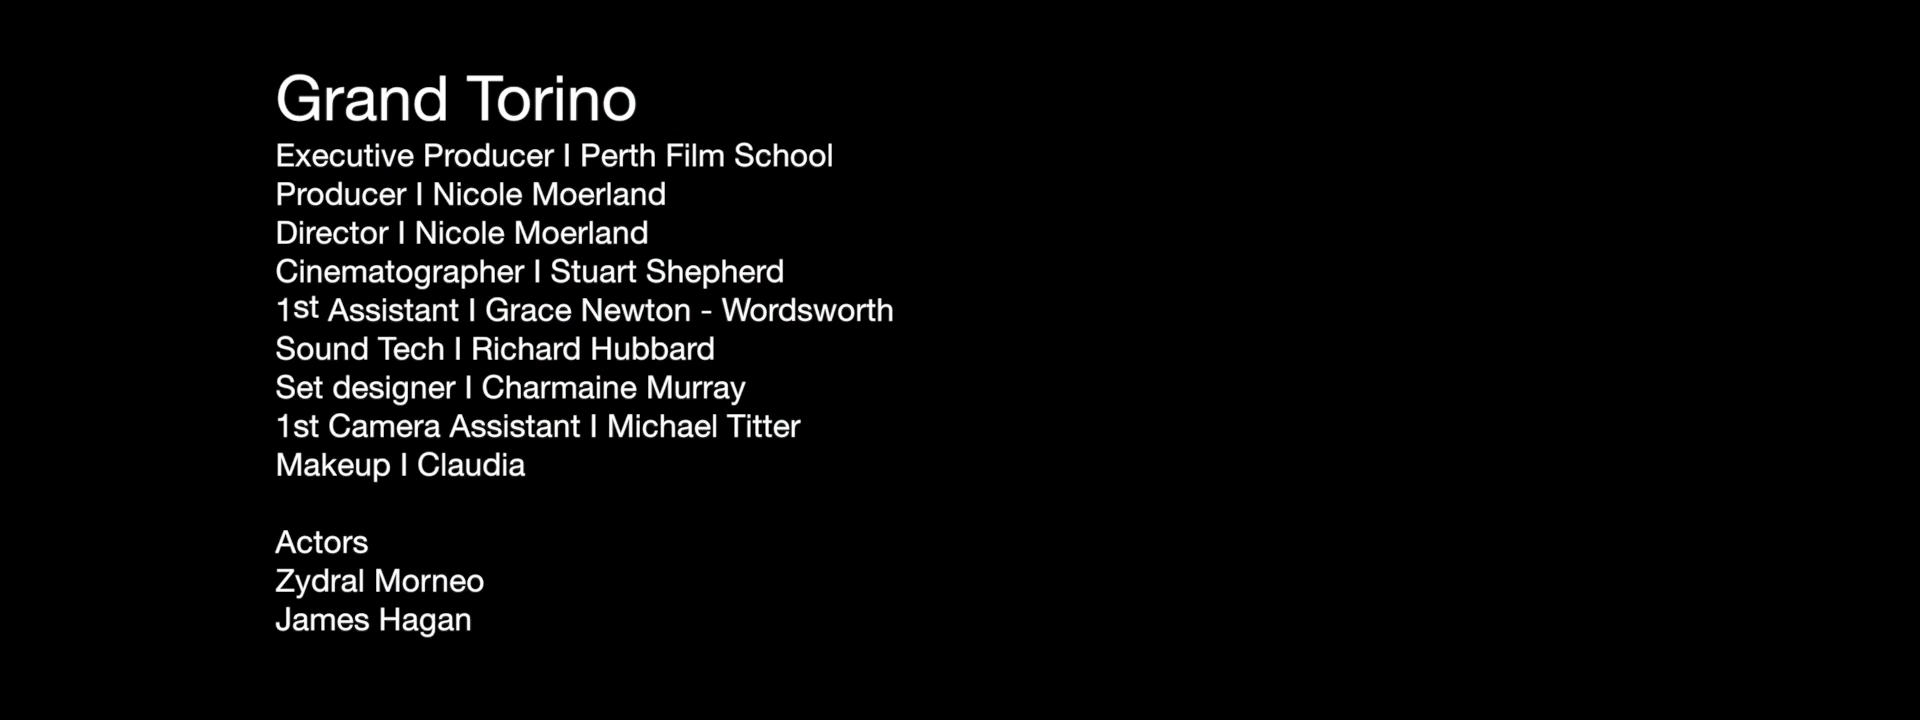 Grand Torino
Executive Producer I Perth Film School
Producer I Nicole Moerland
Director I Nicole Moerland
Cinematographer I Stuart Shepherd
1st Assistant I Grace Newton - Wordsworth
Sound Tech I Richard Hubbard
Set designer I Charmaine Murray
1st Camera Assistant I Michael Titter
Makeup I Claudia
Actors
Zydral Morneo
James Hagan